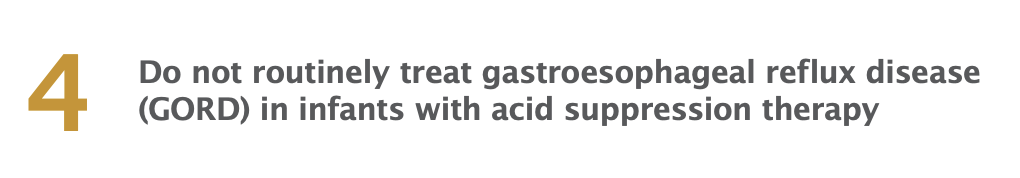 4
Do not routinely treat gastroesophageal reflux disease
(GORD) in infants with acid suppression therapy